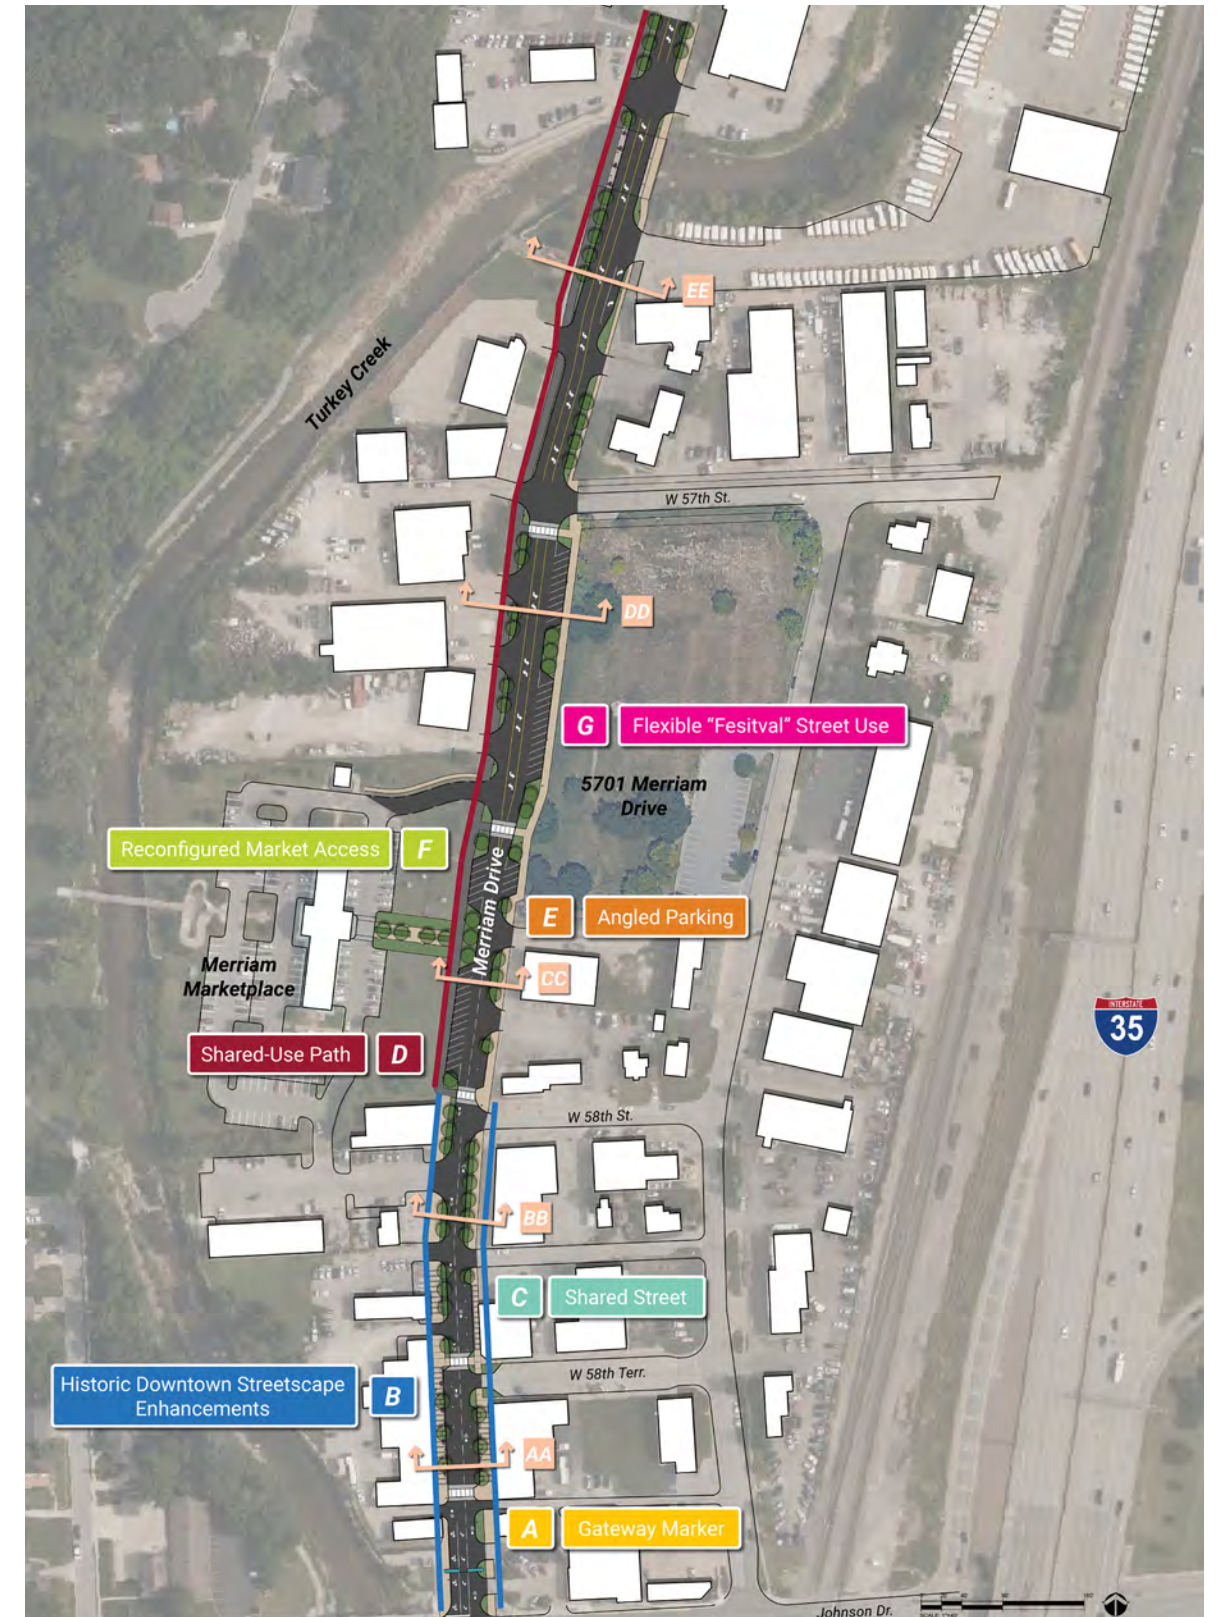 EE
Turkey Creek
W 57th St.
DD
G Flexible “Fesitval” Street Use
5701 Merriam
Drive
Reconfigured Market Access F
Merriam Drive
E Angled Parking
Merriam
Marketplace
CC
INTERSTATE
35
Shared-Use Path D
W 58th St.
BB
C Shared Street
W 58th Terr.
Historic Downtown Streetscape
Enhancements
B
AA
A Gateway Marker
Johnson Dr.